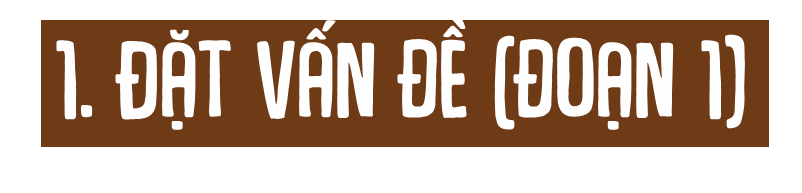 1. ĐẶT VẤN ĐỀ (ĐOẠN 1)